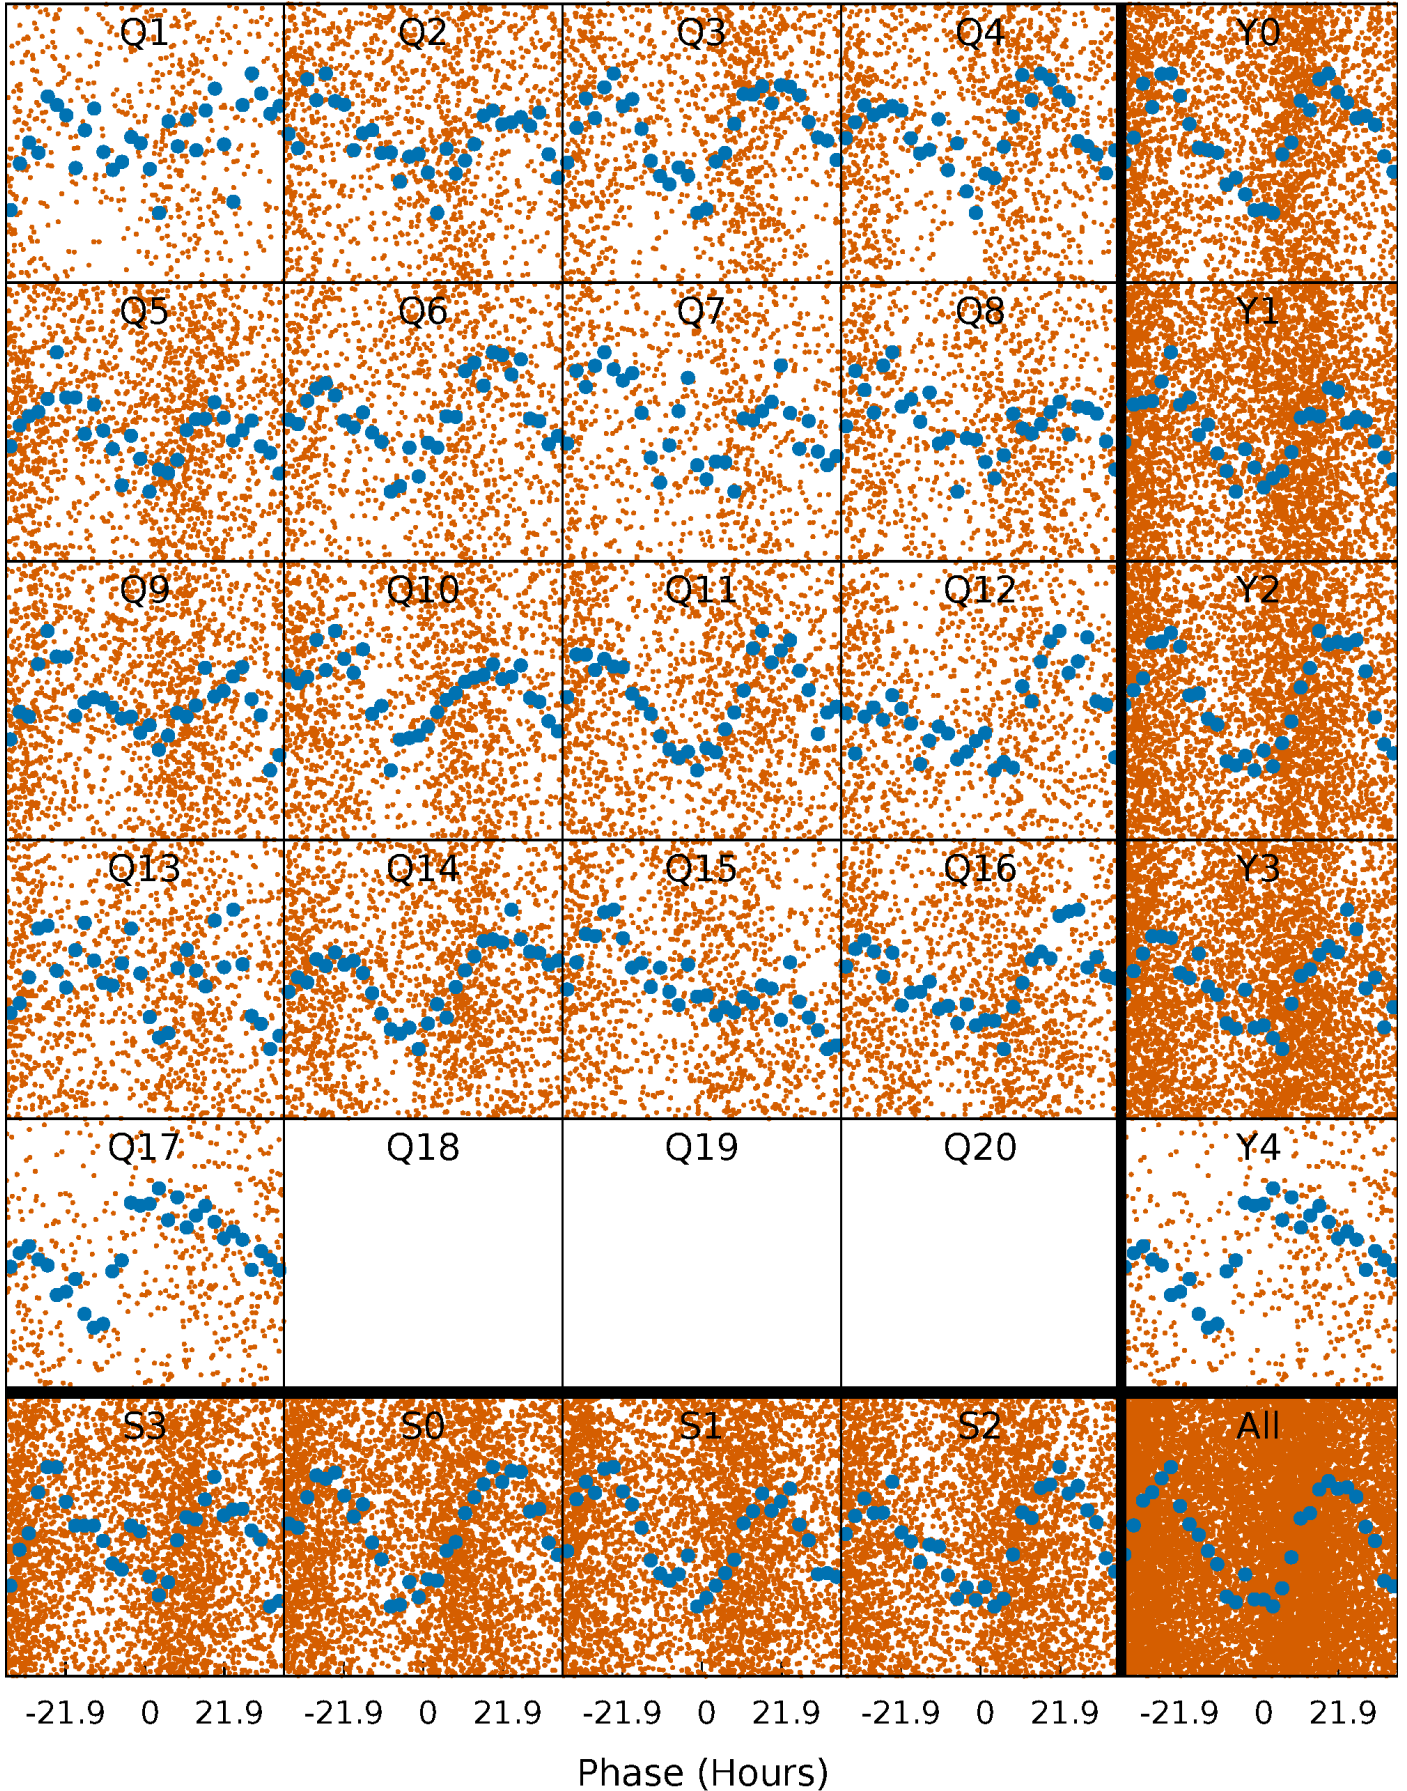 Q1 Q2 Q3 Q4 Y0
Q5 Q6 Q7 Q8 Y1
Q9 Q10 Q11 Q12 Y2
Q13 Q14 Q15 Q16 Y3
Q17 Q18 Q19 Q20 Y4
S3 S0 S1 S2 All
-21.9 0 21.9 -21.9 0 21.9 -21.9 0 21.9 -21.9 0 21.9 -21.9 0 21.9
Phase (Hours)